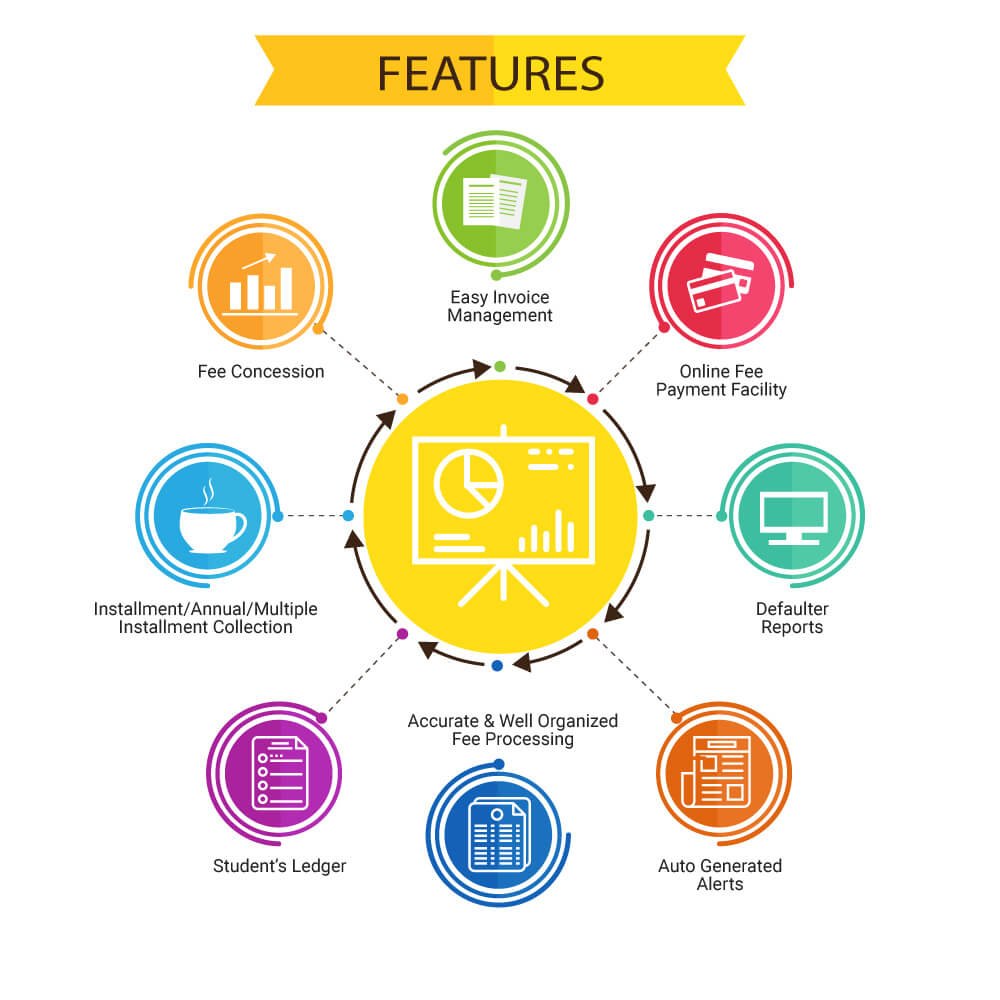 FEATURES
Easy Invoice
Management
Fee Concession
Online Fee
Payment Facility
Installment/Annual/Multiple
Installment Collection
Defaulter
Reports
Accurate & Well Organized
Fee Processing
Student’s Ledger
Auto Generated
Alerts